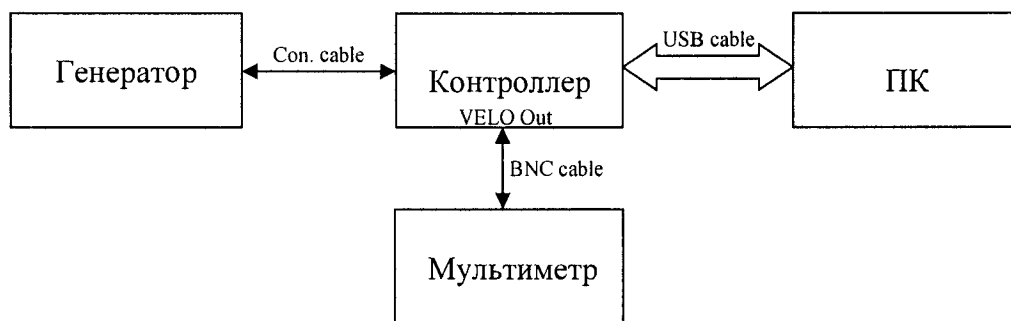 Генератор
Con. cable
Контроллер
VELO Out
USB cable
ПК
BNC cable
Мультиметр